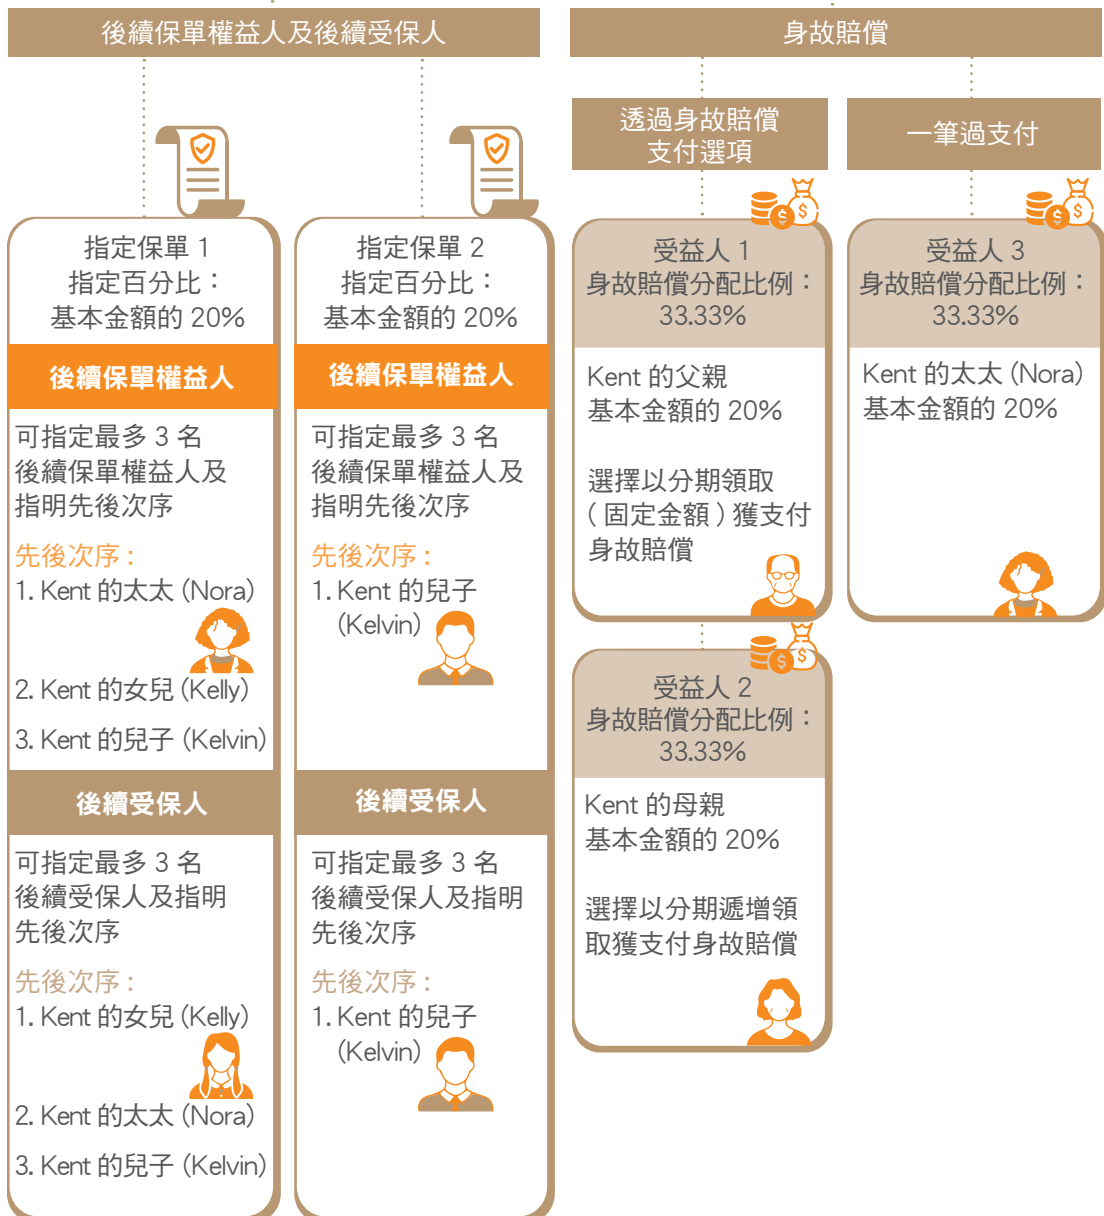 後續保單權益人及後續受保人
指定保單 1
指定百分比：
基本金額的 20%
後續保單權益人
可指定最多 3 名
後續保單權益人及
指明先後次序
先後次序 :
1. Kent 的太太 (Nora)
2. Kent 的女兒 (Kelly)
3. Kent 的兒子 (Kelvin)
後續受保人
可指定最多 3 名
後續受保人及指明
先後次序
先後次序 :
1. Kent 的女兒 (Kelly)
2. Kent 的太太 (Nora)
3. Kent 的兒子 (Kelvin)
指定保單 2
指定百分比：
基本金額的 20%
後續保單權益人
可指定最多 3 名
後續保單權益人及
指明先後次序
先後次序 :
1. Kent 的兒子
(Kelvin)
後續受保人
可指定最多 3 名
後續受保人及指明
先後次序
先後次序 :
1. Kent 的兒子
(Kelvin)
身故賠償
透過身故賠償
支付選項
受益人 1
身故賠償分配比例：
33.33%
Kent 的父親
基本金額的 20%
選擇以分期領取
( 固定金額 ) 獲支付
身故賠償
受益人 2
身故賠償分配比例：
33.33%
Kent 的母親
基本金額的 20%
選擇以分期遞增領
取獲支付身故賠償
一筆過支付
受益人 3
身故賠償分配比例：
33.33%
Kent 的太太 (Nora)
基本金額的 20%